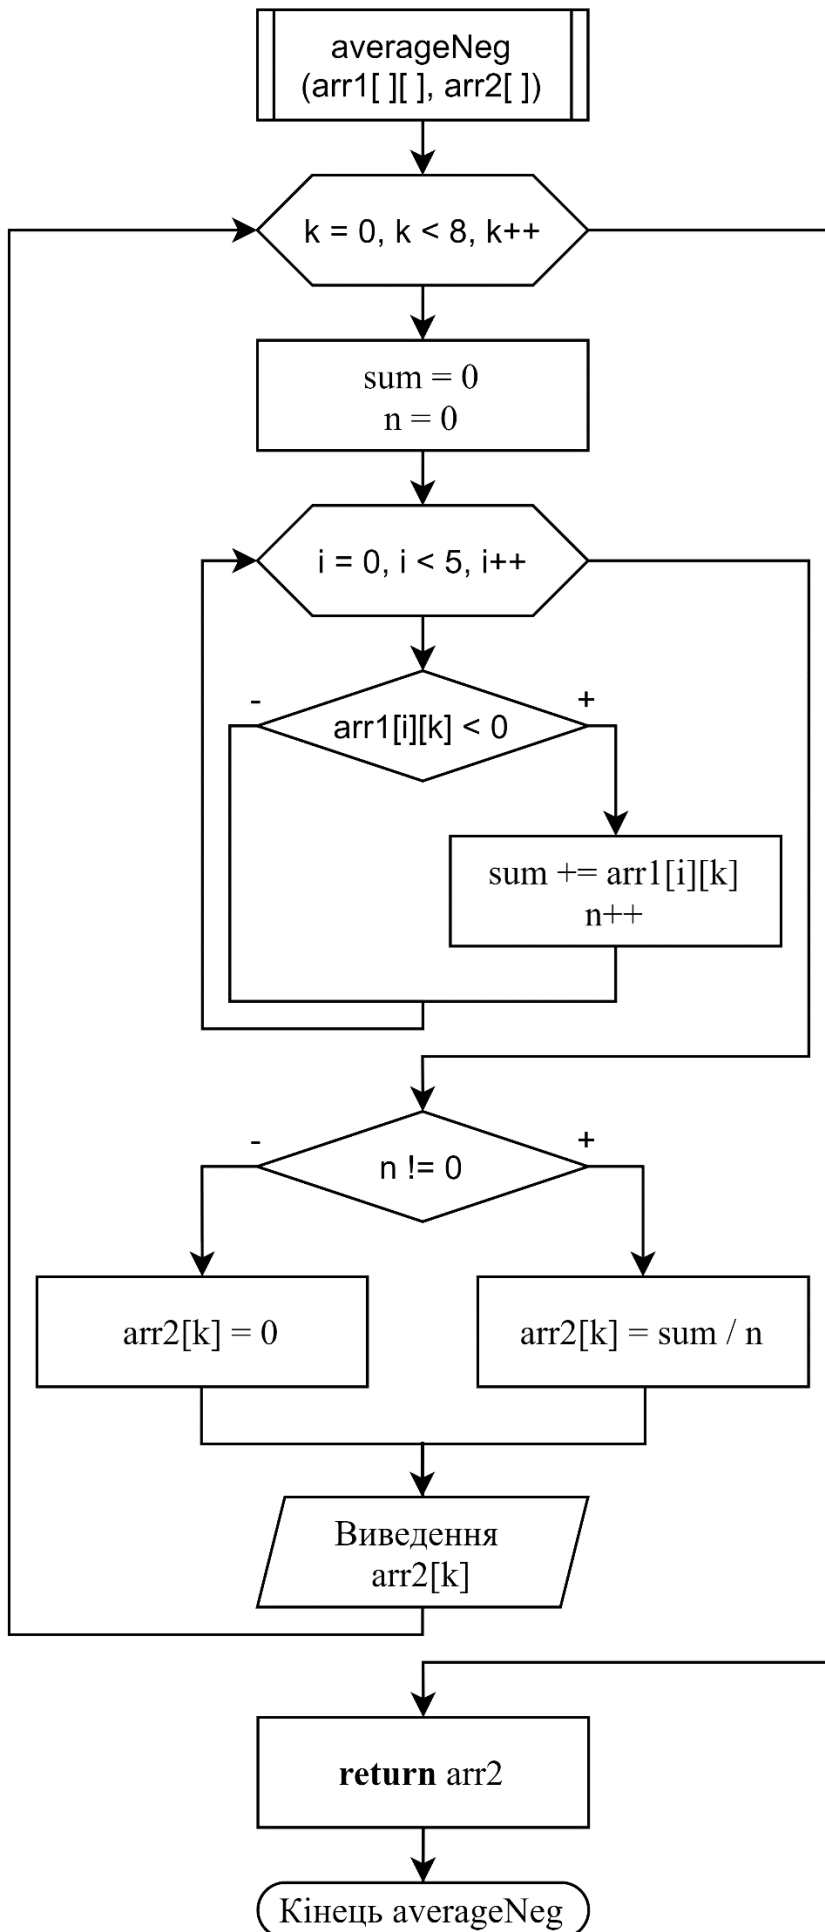 averageNeg
(arr1[ ][ ], arr2[ ])
k = 0, k < 8, k++
sum = 0
n = 0
i = 0, i < 5, i++
-
+
arr1[i][k] < 0
sum += arr1[i][k]
n++
-
+
n != 0
arr2[k] = 0
arr2[k] = sum / n
Виведення
arr2[k]
return arr2
Кінець averageNeg